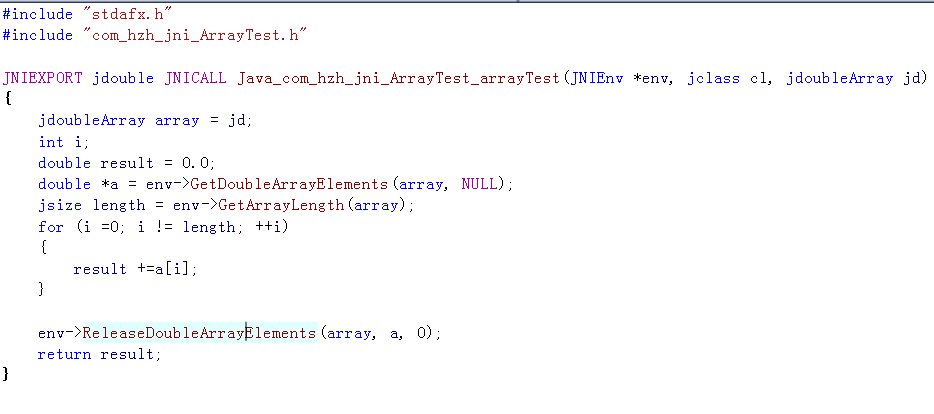 #include "stdafx.h"
#include "com_hzh_jni_ArrayTest.h"
JNIEXPORT jdouble JNICALL Java_com_hzh_jni_ArrayTest_arrayTest(JNIEnv *env, jclass cl, jdoubleArray jd)
{
    jdoubleArray array = jd;
    int i;
    double result = 0.0;
    double *a = env->GetDoubleArrayElements(array, NULL);
    jsize length = env->GetArrayLength(array);
    for (i =0; i != length; ++i)
    {
        result +=a[i];
    }
    env->ReleaseDoubleArrayElements(array, a, 0);
    return result;
}